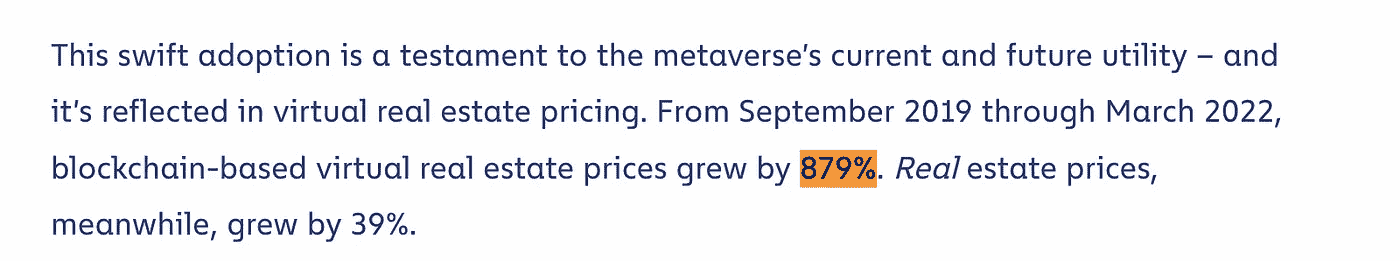 This swift adoption is a testament to the metaverse's current and future utility – and
it's reflected in virtual real estate pricing. From September 2019 through March 2022,
blockchain-based virtual real estate prices grew by 879%. Real estate prices,
meanwhile, grew by 39%.